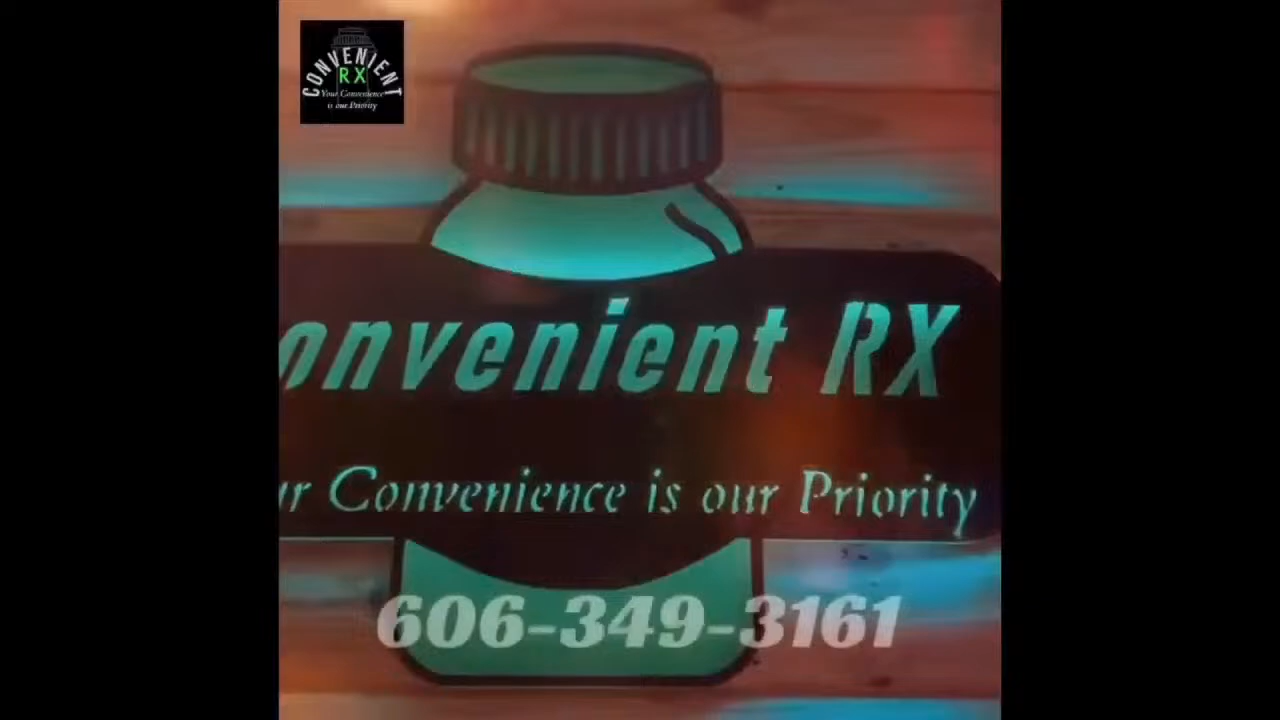 CONVENIENT
RX
Your Convenience
is our Priority
onvenient RX
ur Convenience is our Priority
606-349-3161